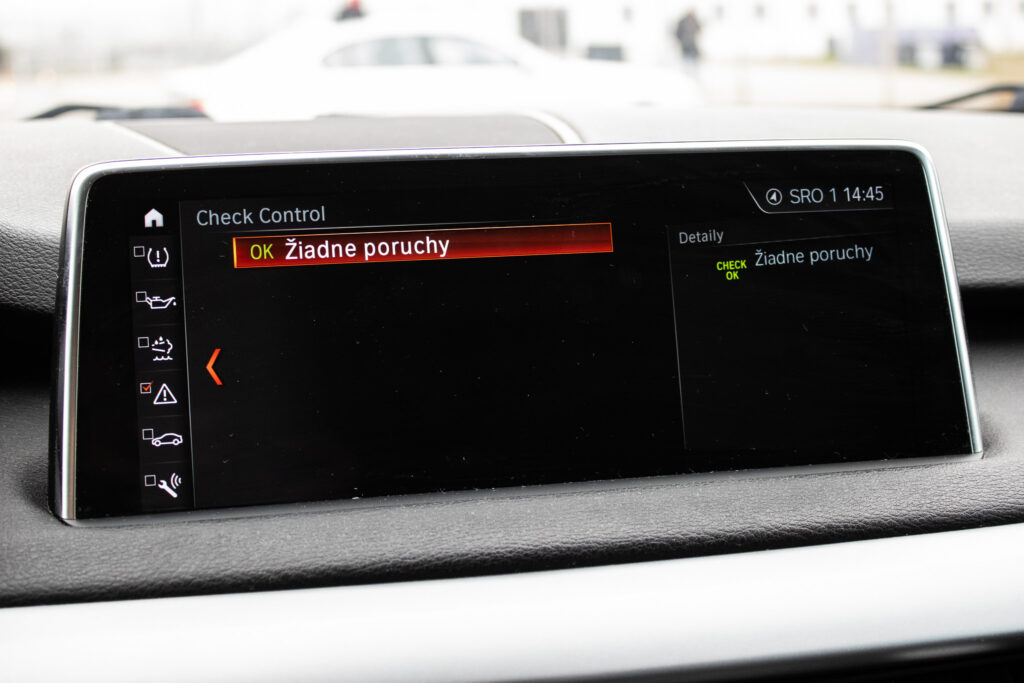 SRO 1 14:45
Check Control
OK Žiadne poruchy
Detaily
CHECK OK Žiadne poruchy